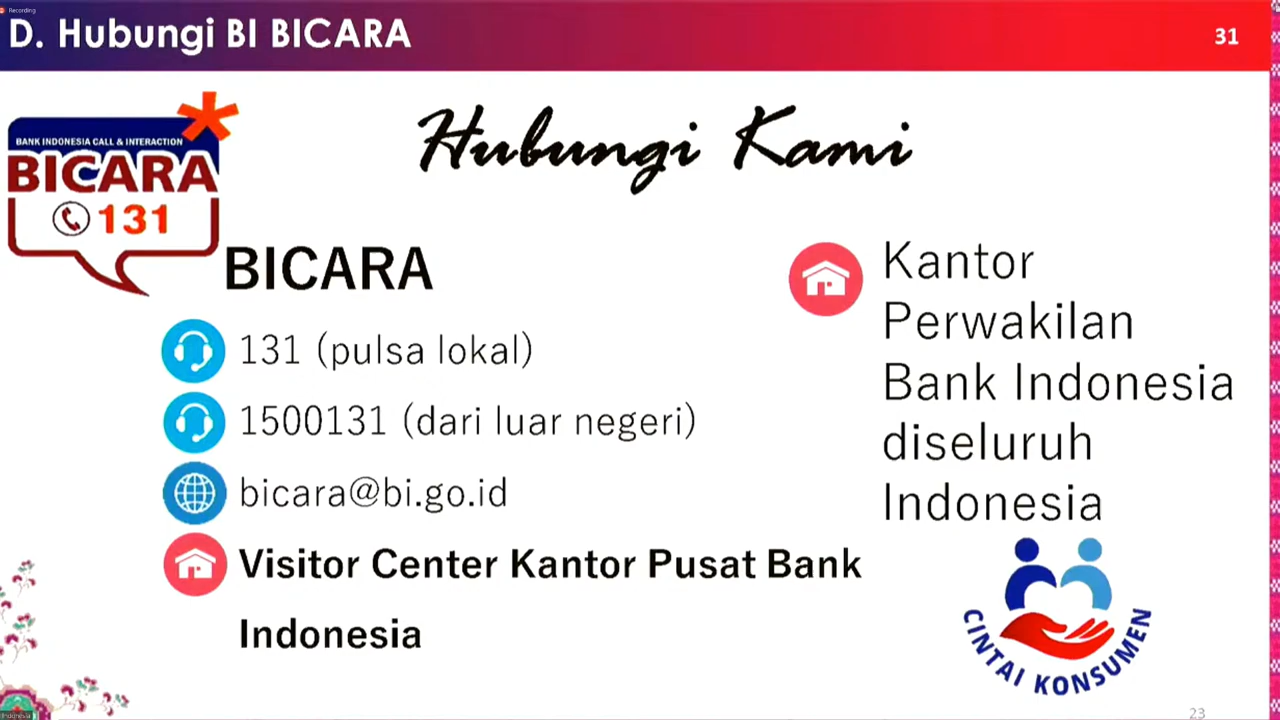 Recording
D. Hubungi BI BICARA
31
BANK INDONESIA CALL & INTERACTION
BICARA
131
Hubungi Kami
BICARA
131 (pulsa lokal)
1500131 (dari luar negeri)
bicara@bi.go.id
Visitor Center Kantor Pusat Bank
Indonesia
Kantor
Perwakilan
Bank Indonesia
diseluruh
Indonesia
CINTAI KONSUMEN
23
Indonesia